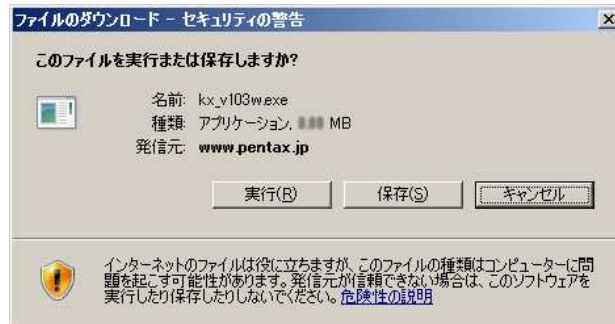 ファイルのダウンロード - セキュリティの警告
このファイルを実行または保存しますか?
名前: kx_v103w.exe
種類: アプリケーション, MB
発信元: www.pentax.jp
実行(R) 保存(S) キャンセル
インターネットのファイルは役に立ちますが、このファイルの種類はコンピューターに問
題を起こす可能性があります。発信元が信頼できない場合は、このソフトウェアを
実行したり保存したりしないでください。危険性の説明